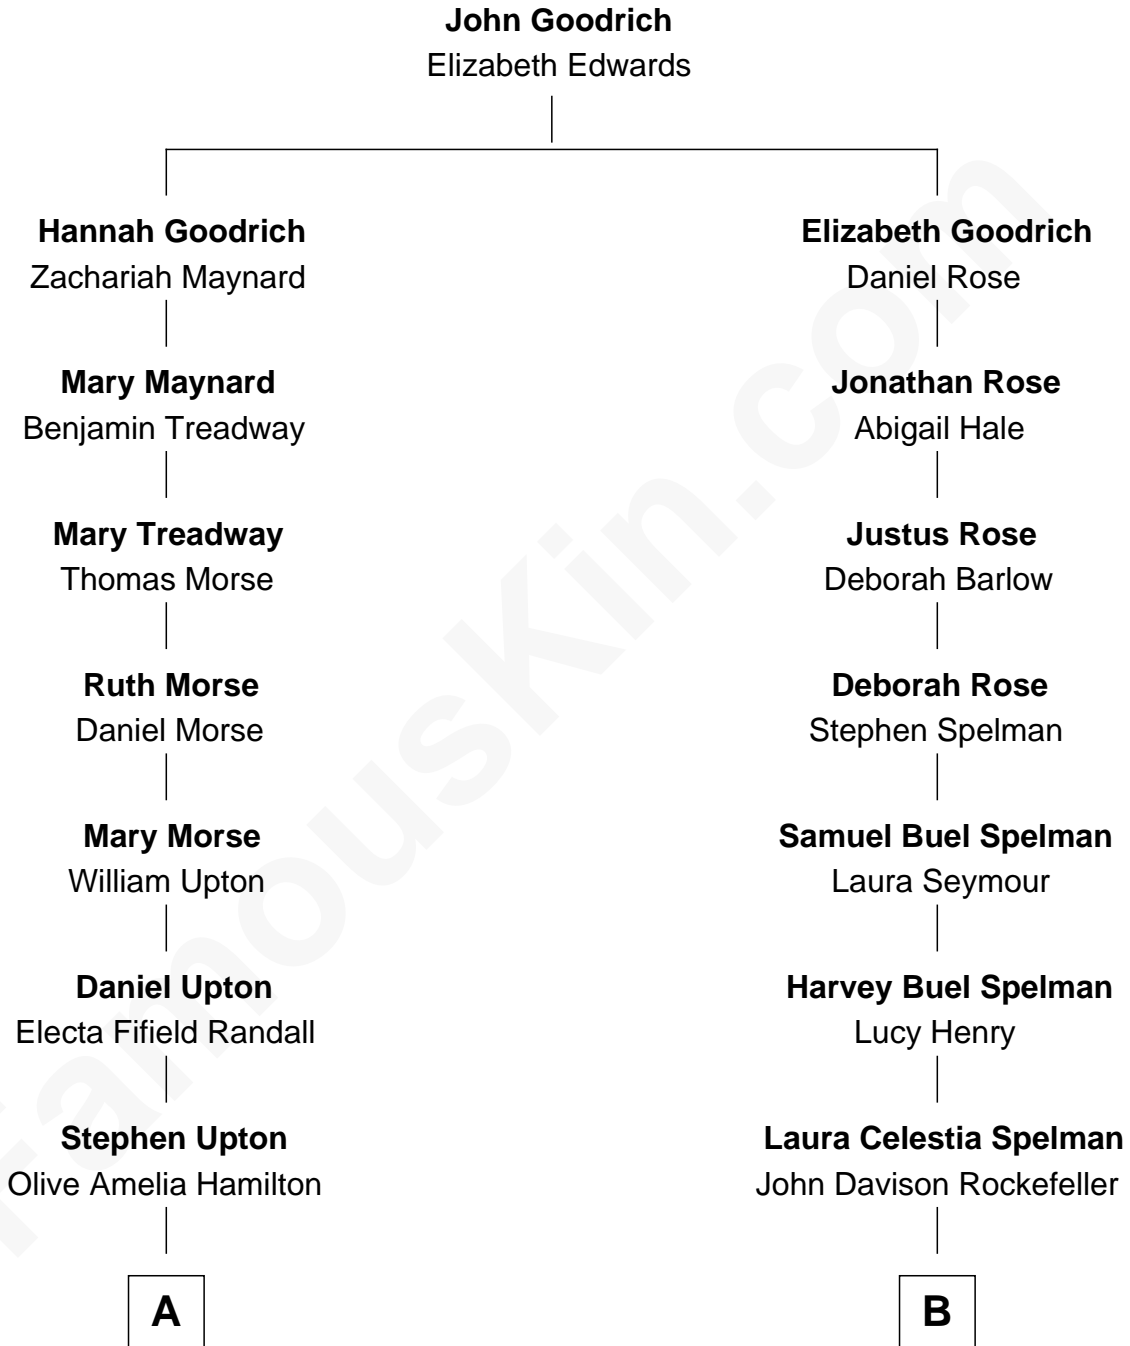 John Goodrich
Elizabeth Edwards
Hannah Goodrich
Zachariah Maynard
Elizabeth Goodrich
Daniel Rose
Mary Maynard
Benjamin Treadway
Jonathan Rose
Abigail Hale
Mary Treadway
Thomas Morse
Justus Rose
Deborah Barlow
Ruth Morse
Daniel Morse
Deborah Rose
Stephen Spelman
Mary Morse
William Upton
Samuel Buel Spelman
Laura Seymour
Daniel Upton
Electa Fifield Randall
Harvey Buel Spelman
Lucy Henry
Stephen Upton
Olive Amelia Hamilton
Laura Celestia Spelman
John Davison Rockefeller
A
B
FamousKin.com